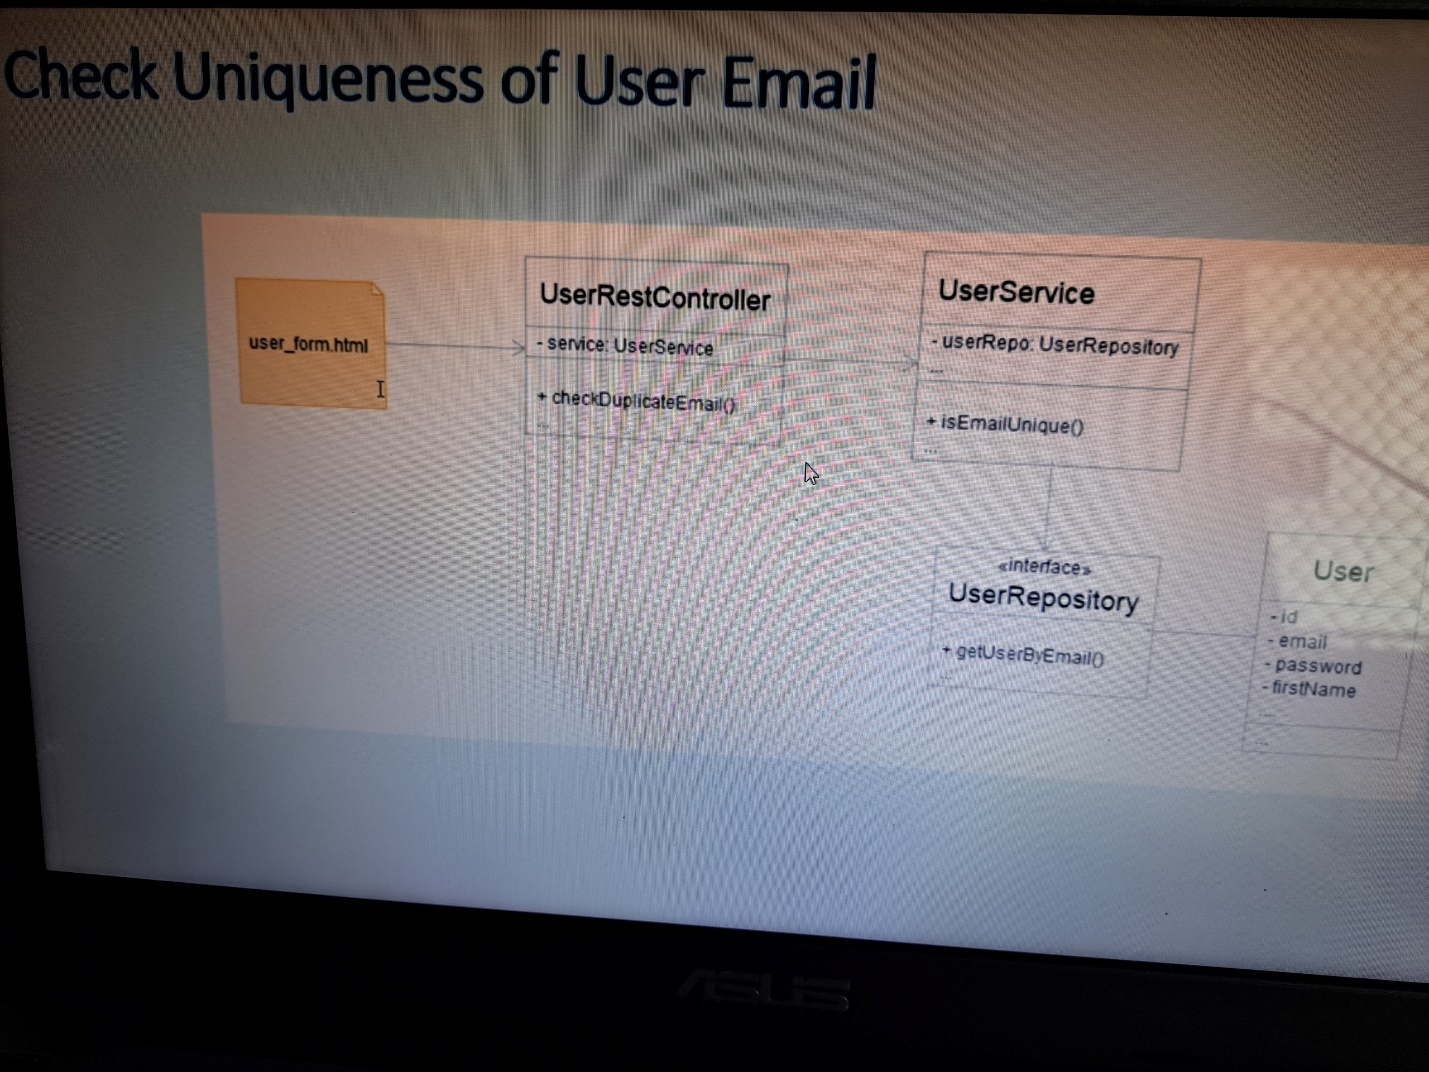 Check Uniqueness of User Email
user_form.html
UserRestController
- service: UserService
+ checkDuplicateEmail()
...
UserService
- userRepo: UserRepository
...
+ isEmailUnique()
...
«interface»
UserRepository
+ getUserByEmail()
...
User
- id
- email
- password
- firstName
...
...
ASUS